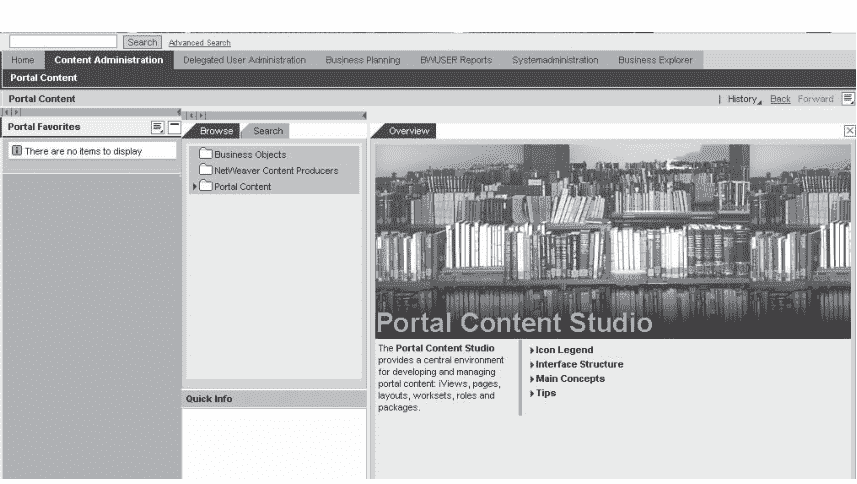 Search Advanced Search
Home Content Administration Delegated User Administration Business Planning BWUSER Reports Systemadministration Business Explorer
Portal Content
Portal Content | History Back Forward
Portal Favorites
There are no items to display
Browse Search
Business Objects
NetWeaver Content Producers
Portal Content
Quick Info
Overview
Portal Content Studio
The Portal Content Studio
provides a central environment
for developing and managing
portal content: iViews, pages,
layouts, worksets, roles and
packages.
Icon Legend
Interface Structure
Main Concepts
Tips